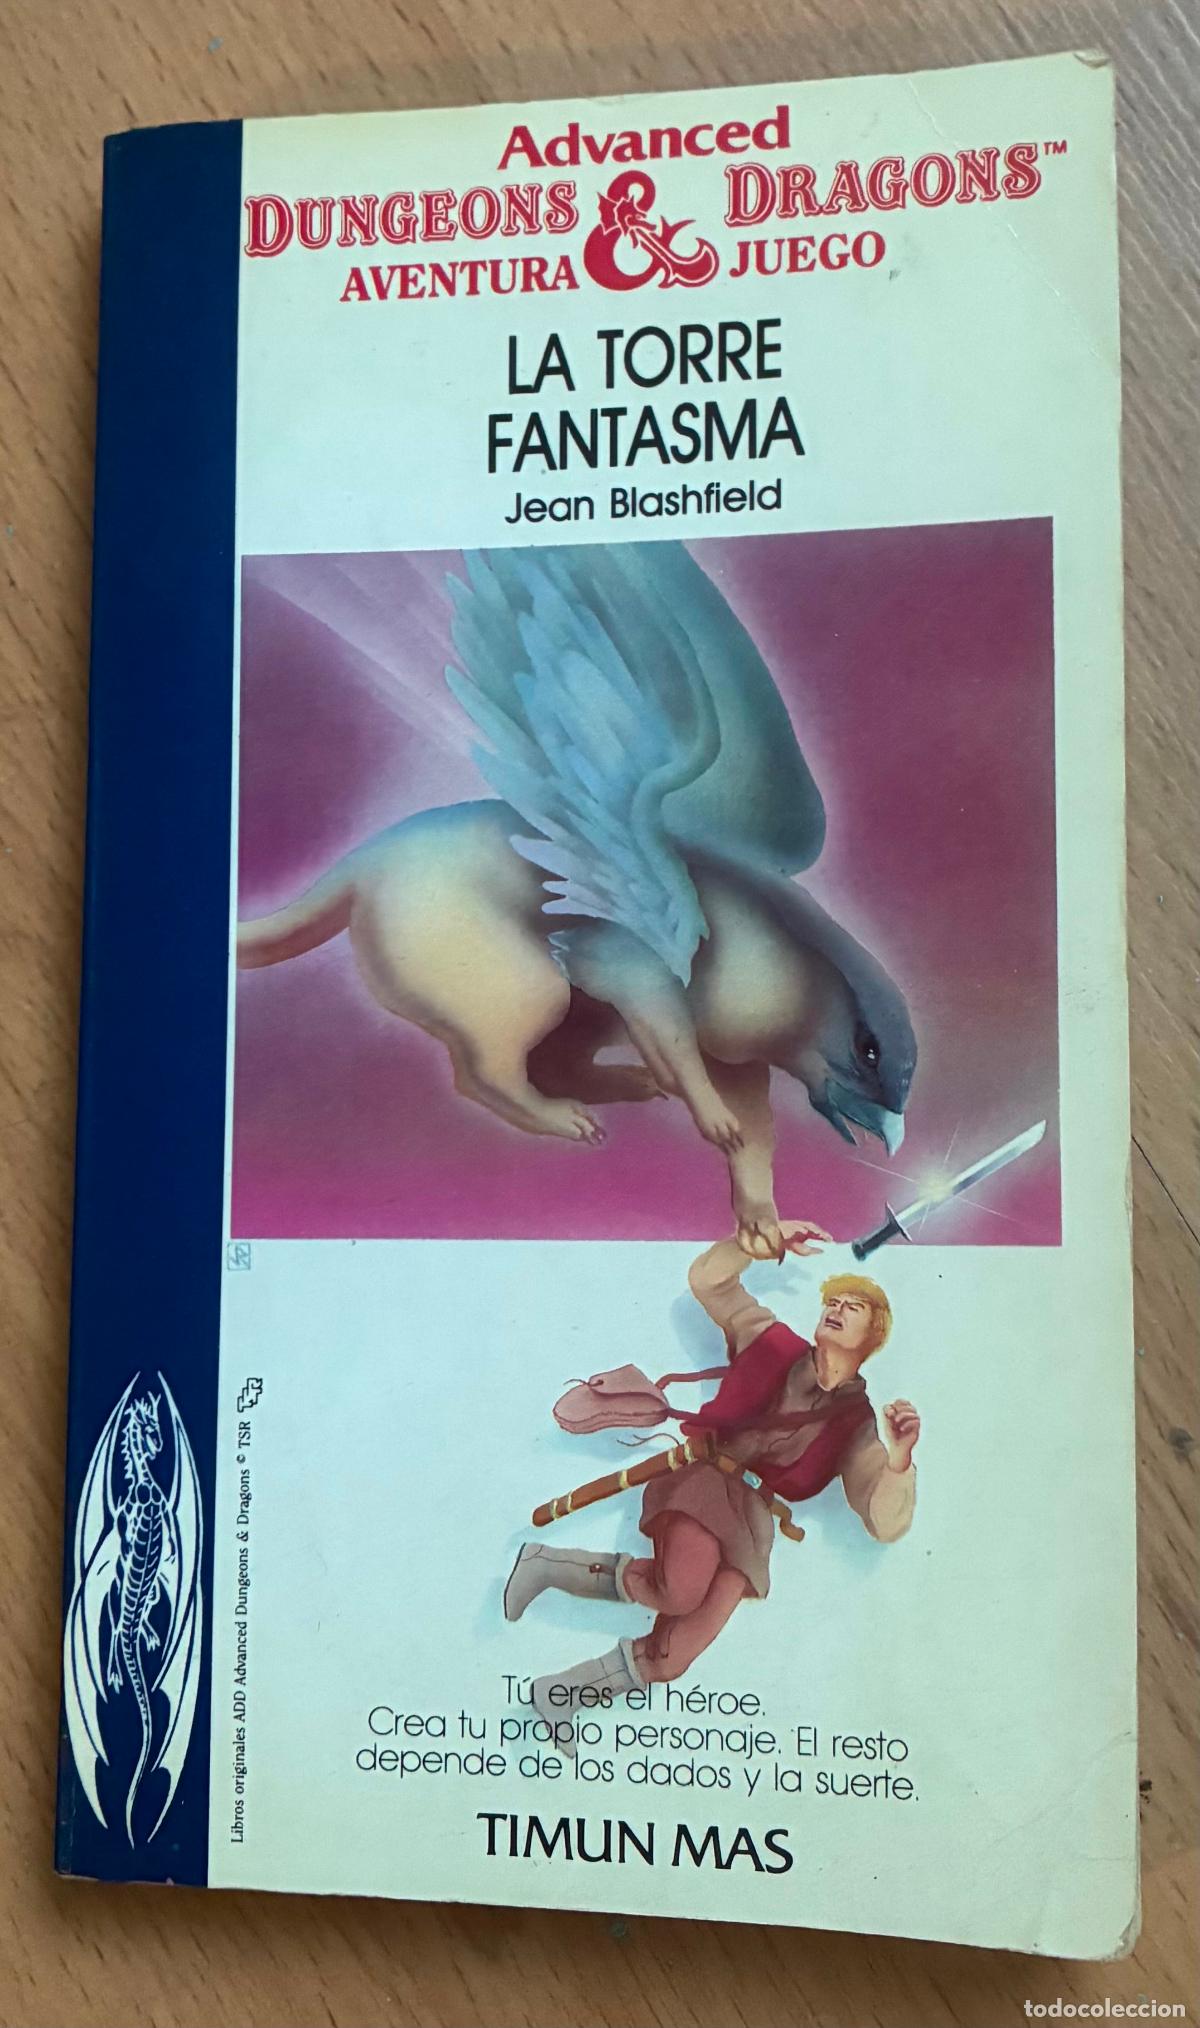 Advanced
DUNGEONS & DRAGONS™
AVENTURA JUEGO
LA TORRE
FANTASMA
Jean Blashfield
Libros originales ADD Advanced Dungeons & Dragons © TSR
Tú eres el héroe.
Crea tu propio personaje. El resto
depende de los dados y la suerte.
TIMUN MAS
todocoleccion